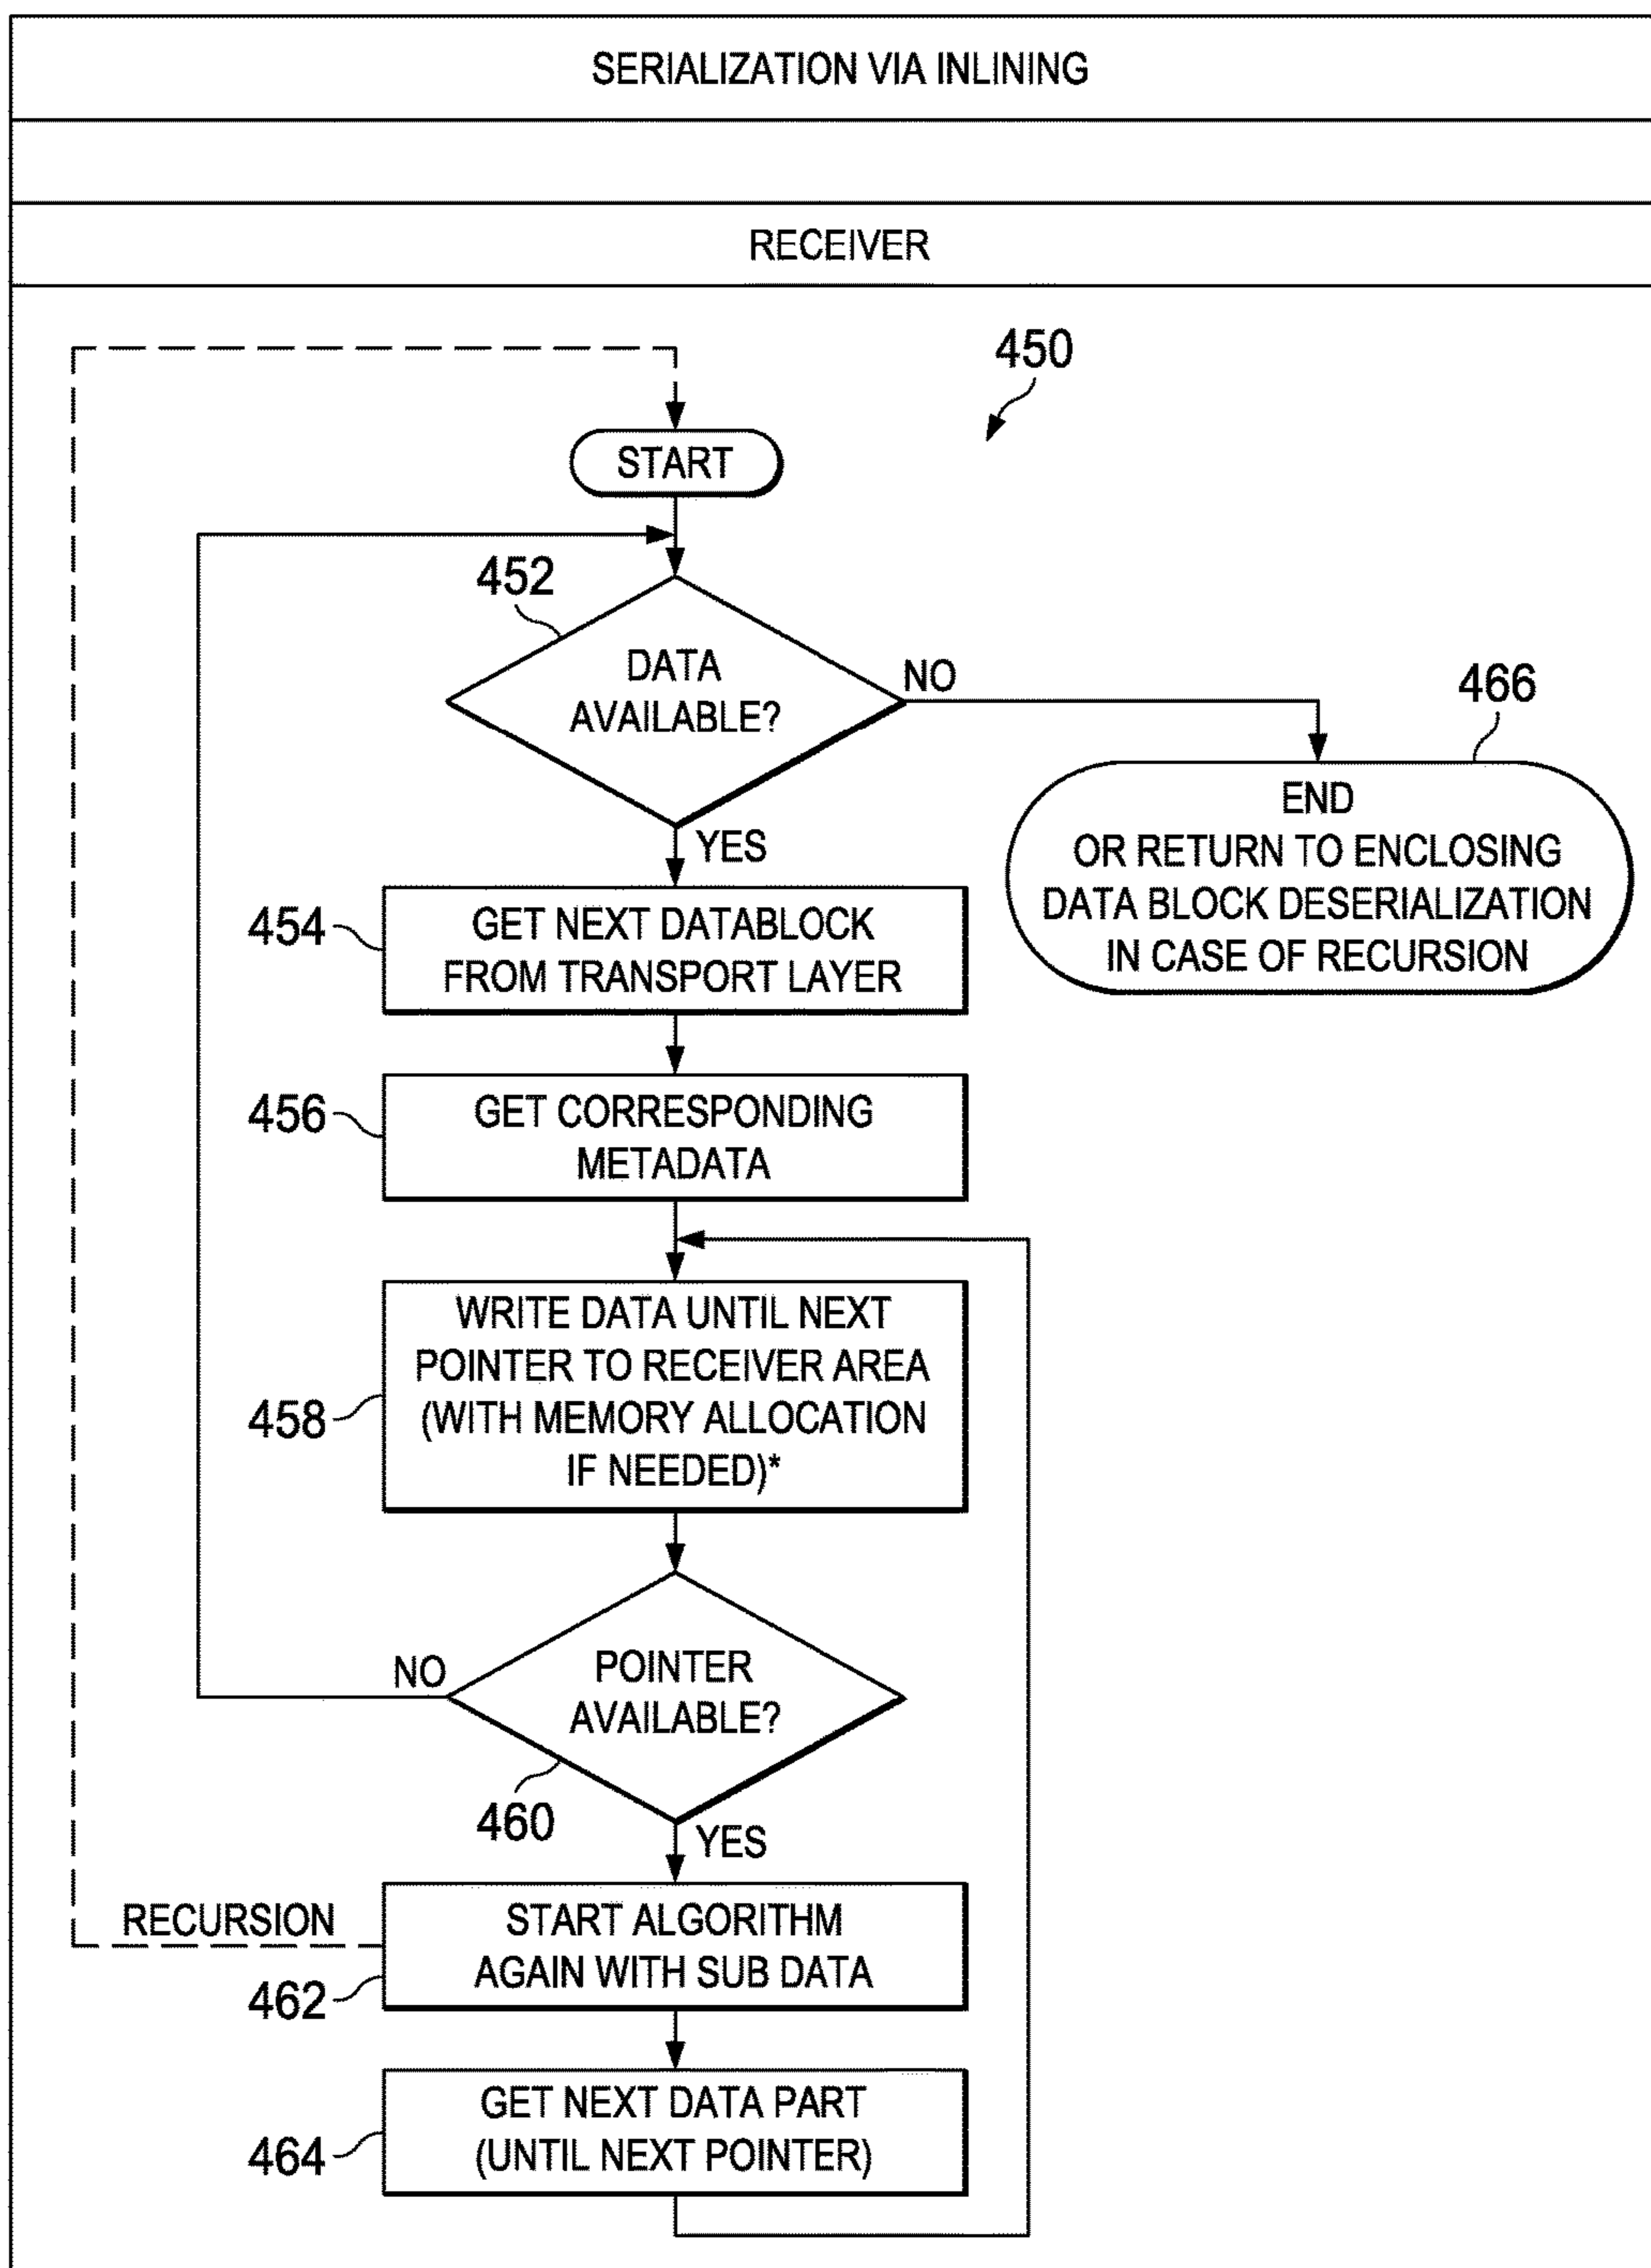 SERIALIZATION VIA INLINING
RECEIVER
450
START
452
DATA
AVAILABLE?
NO
466
END
OR RETURN TO ENCLOSING
DATA BLOCK DESERIALIZATION
IN CASE OF RECURSION
YES
454
GET NEXT DATABLOCK
FROM TRANSPORT LAYER
456
GET CORRESPONDING
METADATA
458
WRITE DATA UNTIL NEXT
POINTER TO RECEIVER AREA
(WITH MEMORY ALLOCATION
IF NEEDED)*
NO
POINTER
AVAILABLE?
460
YES
RECURSION
462
START ALGORITHM
AGAIN WITH SUB DATA
464
GET NEXT DATA PART
(UNTIL NEXT POINTER)